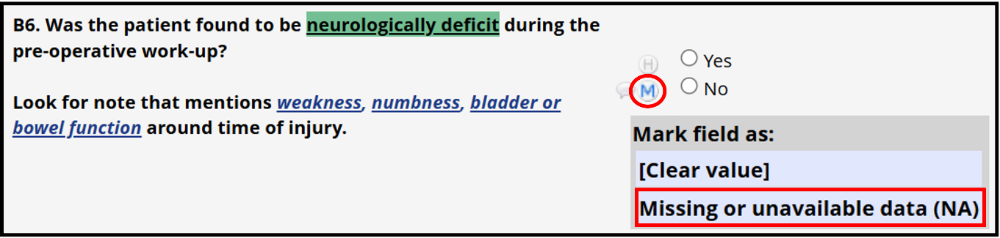 B6. Was the patient found to be neurologically deficit during the
pre-operative work-up?
Look for note that mentions weakness, numbness, bladder or
bowel function around time of injury.
H
Yes
M
No
Mark field as:
[Clear value]
Missing or unavailable data (NA)